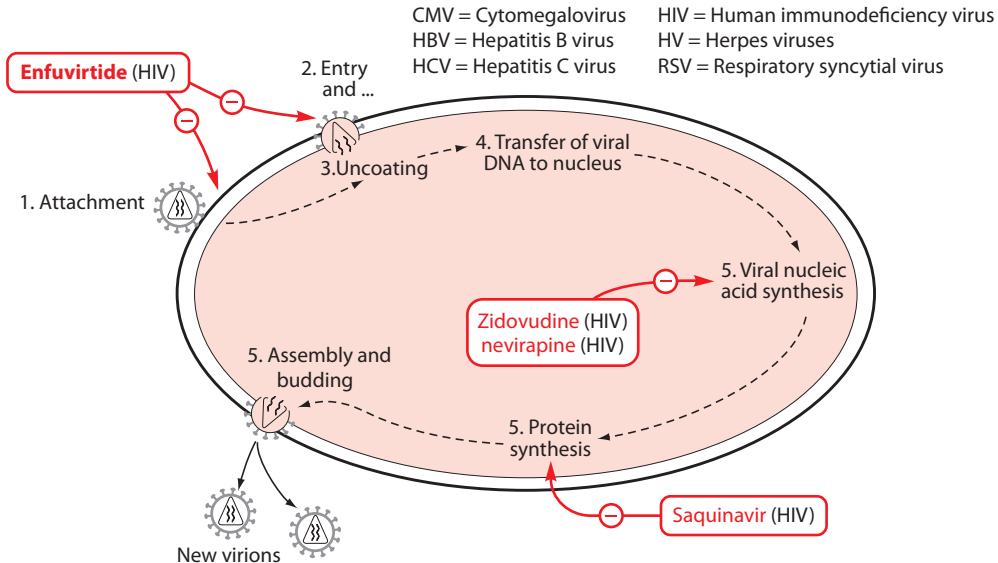 CMV = Cytomegalovirus
HBV = Hepatitis B virus
HCV = Hepatitis C virus
HIV = Human immunodeficiency virus
HV = Herpes viruses
RSV = Respiratory syncytial virus
Enfuvirtide (HIV)
2. Entry
and ...
3.Uncoating
4. Transfer of viral
DNA to nucleus
1. Attachment
5. Viral nucleic
acid synthesis
Zidovudine (HIV)
nevirapine (HIV)
5. Assembly and
budding
5. Protein
synthesis
Saquinavir (HIV)
New virions